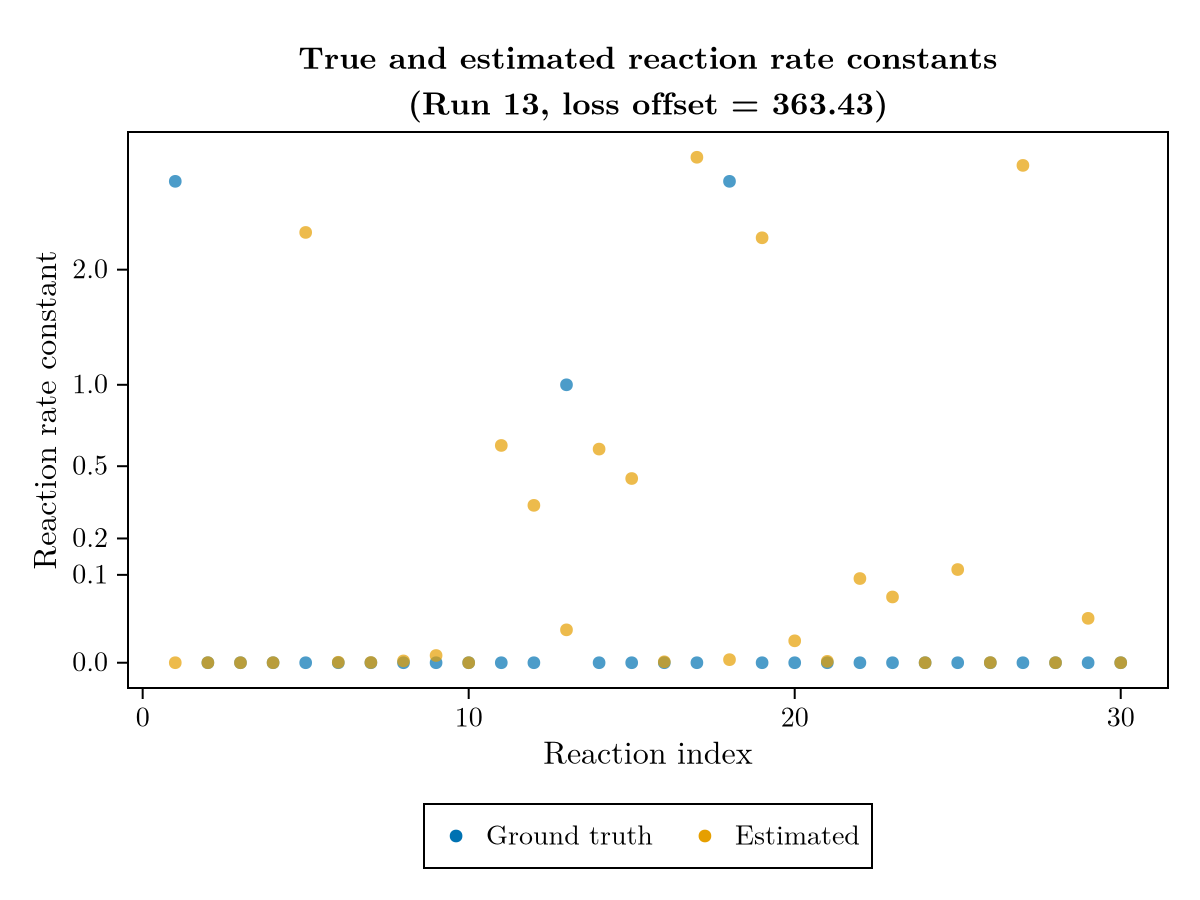 True and estimated reaction rate constants
(Run 13, loss offset = 363.43)
Reaction rate constant
2.0
1.0
0.5
0.2
0.1
0.0
0
10
20
30
Reaction index
Ground truth
Estimated